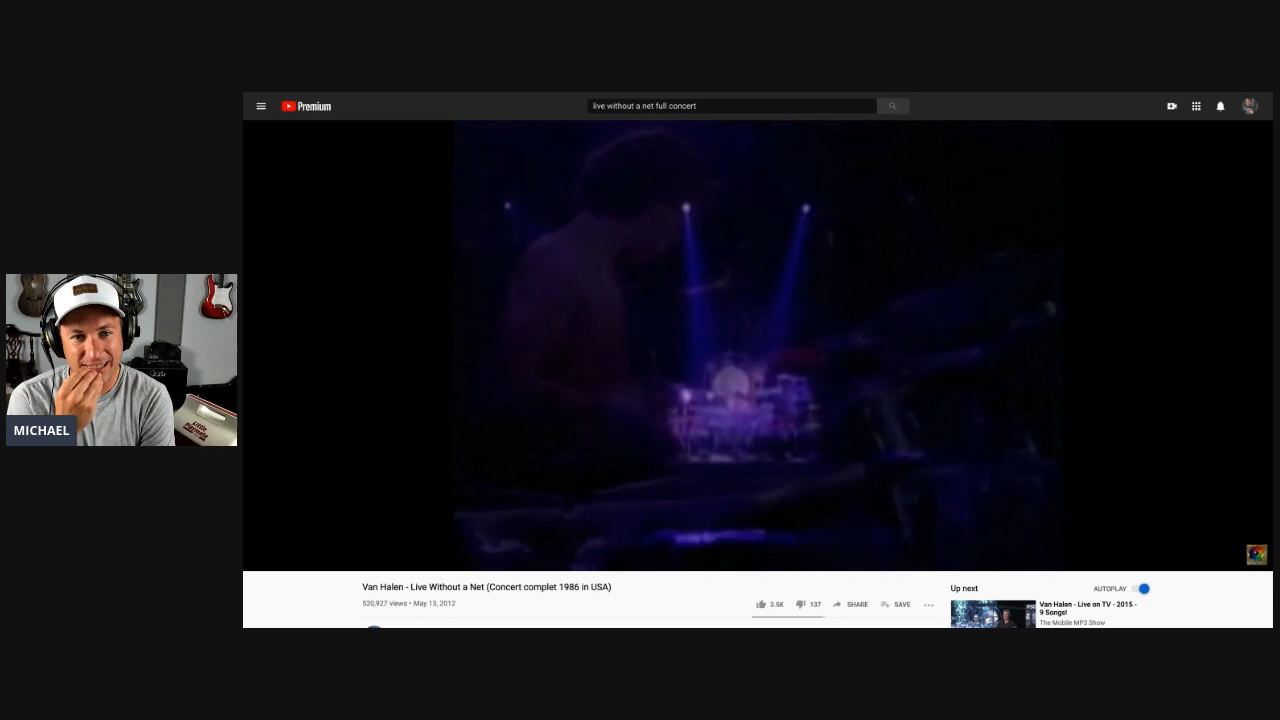 Premium
live without a net full concert
MICHAEL
Van Halen - Live Without a Net (Concert complet 1986 in USA)
520,927 views • May 13, 2012
3.5K
137
SHARE
SAVE
Up next
AUTOPLAY
Van Halen - Live on TV - 2015 -
9 Songs!
The Mobile MP3 Show